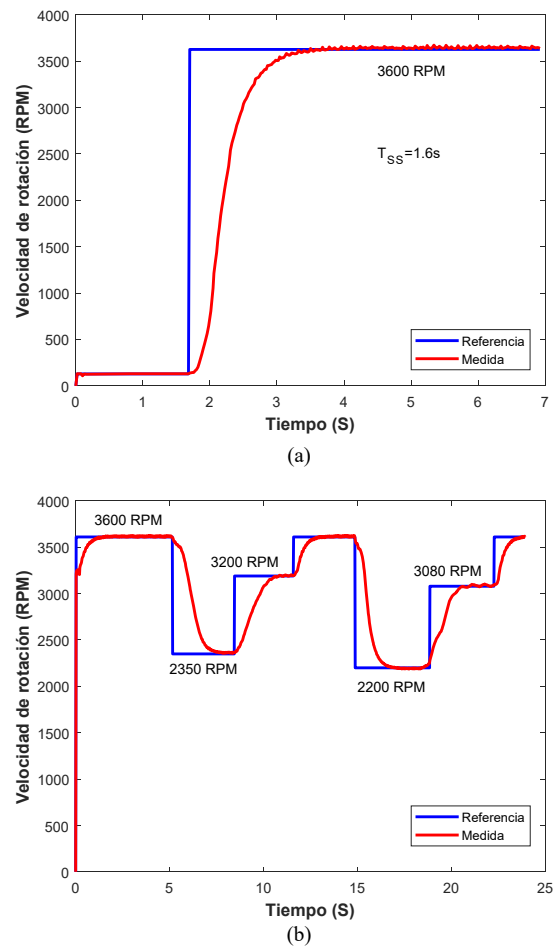 4000
3500
3000
2500
2000
1500
1000
500
0
Velocidad de rotación (RPM)
3600 RPM
T_SS=1.6s
Referencia
Medida
0 1 2 3 4 5 6 7
Tiempo (S)
(a)
4000
3500
3000
2500
2000
1500
1000
500
0
Velocidad de rotación (RPM)
3600 RPM
3200 RPM
3080 RPM
2350 RPM
2200 RPM
Referencia
Medida
0 5 10 15 20 25
Tiempo (S)
(b)